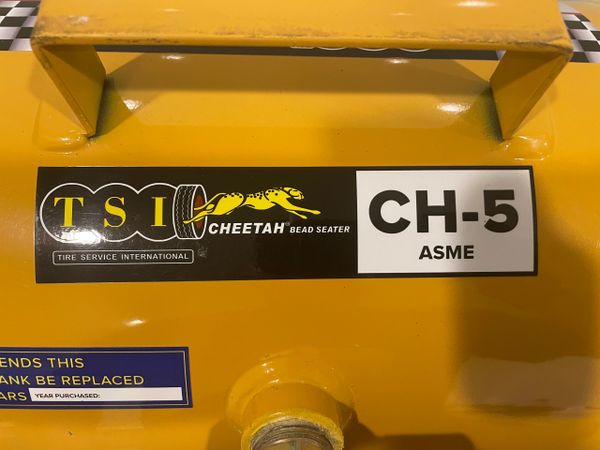 TSI
CHEETAH® BEAD SEATER
TIRE SERVICE INTERNATIONAL
CH-5
ASME
ENDS THIS
ANK BE REPLACED
ARS YEAR PURCHASED: